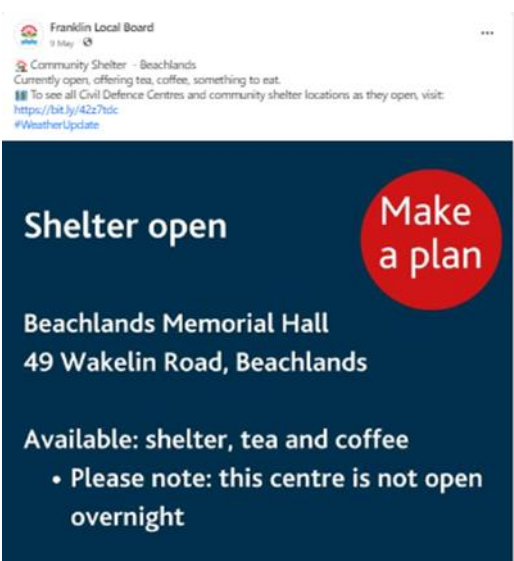 Franklin Local Board
9 May
Community Shelter - Beachlands
Currently open, offering tea, coffee, something to eat.
To see all Civil Defence Centres and community shelter locations as they open, visit:
https://bit.ly/42z7tdc
#WeatherUpdate
Make
a plan
Shelter open
Beachlands Memorial Hall
49 Wakelin Road, Beachlands
Available: shelter, tea and coffee
• Please note: this centre is not open
overnight